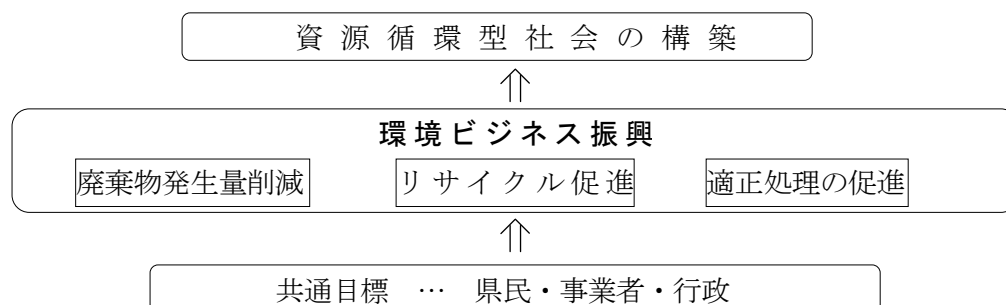 資源循環型社会の構築
⇑
環境ビジネス振興
廃棄物発生量削減 リサイクル促進 適正処理の促進
⇑
共通目標 … 県民・事業者・行政